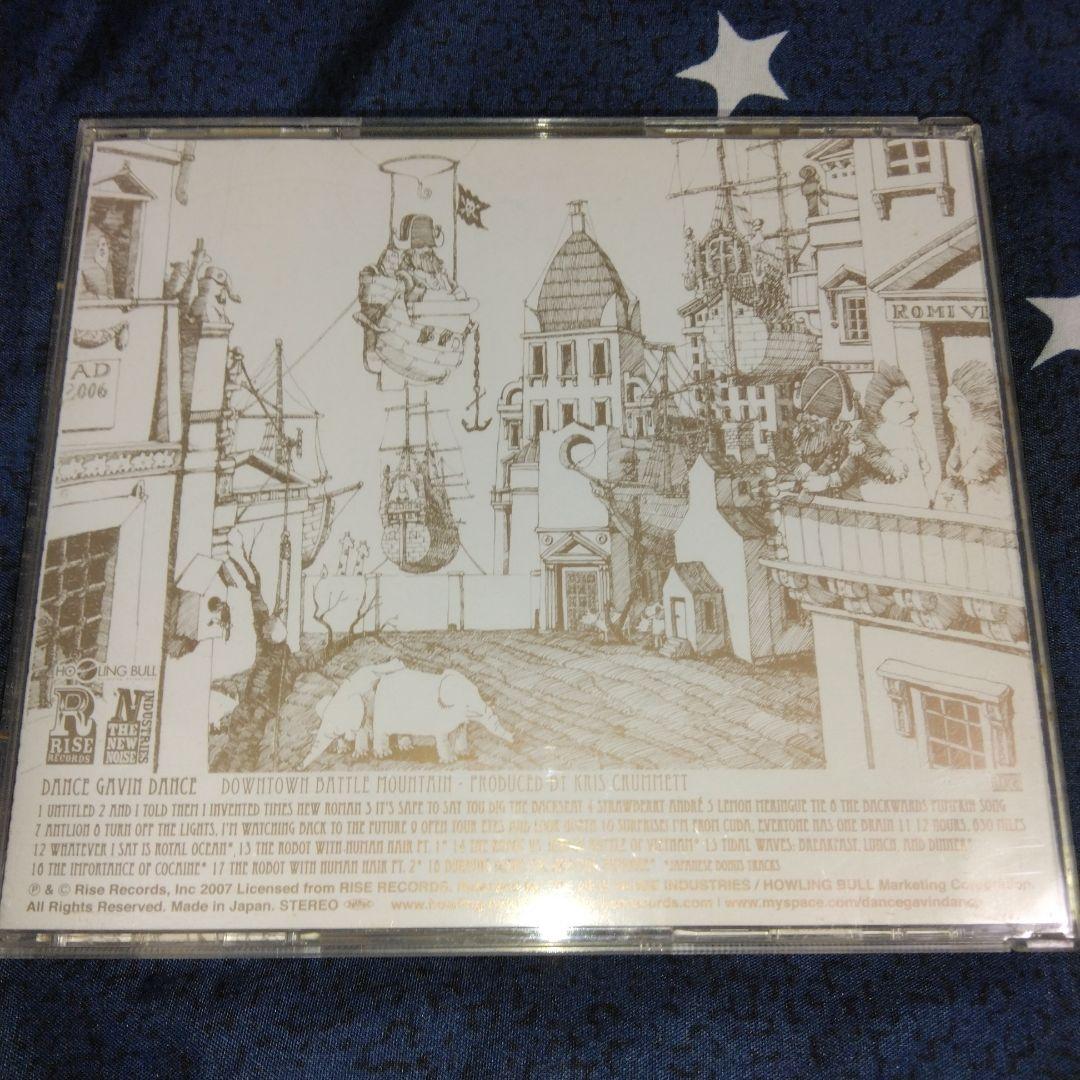 AD
2006
ROMIVI
HOWLING BULL
R
RISE
RECORDS
N
THE
NEW
NOISE
INDUSTRIES
DANCE GAVIN DANCE DOWNTOWN BATTLE MOUNTAIN - PRODUCED BY KRIS CRUMMETT
1 UNTITLED 2 AND I TOLD THEM I INVENTED TIMES NEW ROMAN 3 IT'S SAFE TO SAY YOU DIG THE BACKSEAT 4 STRAWBERRY ANDRÉ 5 LEMON MERINGUE TIE 6 THE BACKWARDS PUMPKIN SONG
7 ANTLION 8 TURN OFF THE LIGHTS, I'M WATCHING BACK TO THE FUTURE 9 OPEN YOUR EYES AND LOOK NORTH 10 SURPRISE! I'M FROM CUBA, EVERYONE HAS ONE BRAIN 11 12 HOURS, 630 MILES
12 WHATEVER I SAY IS ROYAL OCEAN*, 13 THE ROBOT WITH HUMAN HAIR PT. 1* 14 BATTLE OF VIETNAM* 15 TIDAL WAVES: BREAKFAST, LUNCH, AND DINNER*
16 THE IMPORTANCE OF COCAINE* 17 THE ROBOT WITH HUMAN HAIR PT. 2* 18 *JAPANESE BONUS TRACKS
℗ & © Rise Records, Inc 2007 Licensed from RISE RECORDS. INDUSTRIES / HOWLING BULL Marketing Corporation.
All Rights Reserved. Made in Japan. STEREO | www.myspace.com/dancegavindance